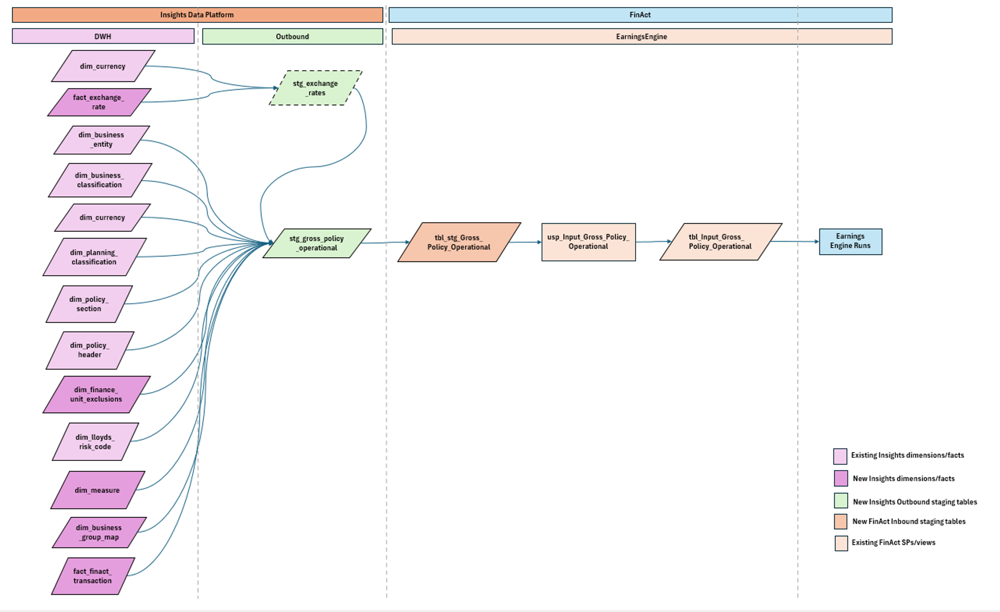 Insights Data Platform
FinAct
DWH
Outbound
EarningsEngine
dim_currency
fact_exchange_
rate
stg_exchange
_rates
dim_business
_entity
dim_business_
classification
dim_currency
dim_planning_
classification
dim_policy_
section
dim_policy_
header
dim_finance_
unit_exclusions
dim_lloyds_
risk_code
dim_measure
dim_business
_group_map
fact_finact_
transaction
stg_gross_policy
_operational
tbl_stg_Gross_
Policy_Operational
usp_Input_Gross_Policy_
Operational
tbl_Input_Gross_
Policy_Operational
Earnings
Engine Runs
Existing Insights dimensions/facts
New Insights dimensions/facts
New Insights Outbound staging tables
New FinAct Inbound staging tables
Existing FinAct SPs/views